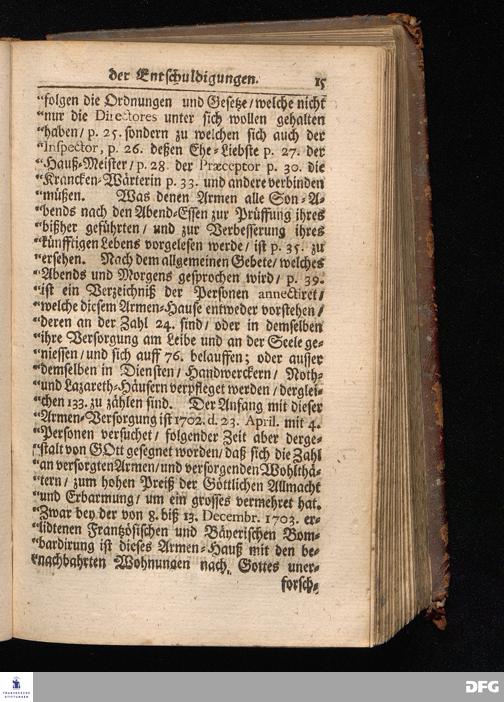 der Entschuldigungen. 15
“folgen die Ordnungen und Gesetze/welche nicht
“nur die Directores unter sich wollen gehalten
“haben/ p. 25. sondern zu welchen sich auch der
“Inspector, p. 26. deßen Ehe-Liebste p. 27. der
“Hauß-Meister/ p. 28. der Præceptor p. 30. die
“Krancken-Wärterin p. 33. und andere verbinden
“müßen. Was denen Armen alle Son-A-
“bends nach den Abend-Essen zur Prüffung ihres
“bißher geführten/ und zur Verbesserung ihres
“künfftigen Lebens vorgelesen werde/ ist p. 35. zu
“ersehen. Nach dem allgemeinen Gebete/ welches
“Abends und Morgens gesprochen wird/ p. 39.
“ist ein Verzeichniß der Personen annectiret/
“welche diesem Armen-Hause entweder vorstehen/
“deren an der Zahl 24. sind/ oder in demselben
“ihre Versorgung am Leibe und an der Seele ge-
“niessen/und sich auff 76. belauffen; oder ausser
“demselben in Diensten/ Handwerckern/ Noth-
“und Lazareth-Häusern verpfleget werden/ derglei-
“chen 133. zu zählen sind. Der Anfang mit dieser
“Armen-Versorgung ist 1702. d. 23. April. mit 4.
“Personen versuchet/ folgender Zeit aber derge-
“stalt von GOtt gesegnet worden/ daß sich die Zahl
“an versorgten Armen/ und versorgenden Wohlthä-
“tern/ zum hohen Preiß der Göttlichen Allmacht
“und Erbarmung/ um ein grosses vermehret hat.
“Zwar bey der von 8. biß 13. Decembr. 1703. er-
“lidtenen Frantzösischen und Bäyerischen Bom-
“bardirung ist dieses Armen-Hauß mit den be-
“nachbahrten Wohnungen nach Gottes uner-
forsch-
FRANCKESCHE
STIFTUNGEN
DFG